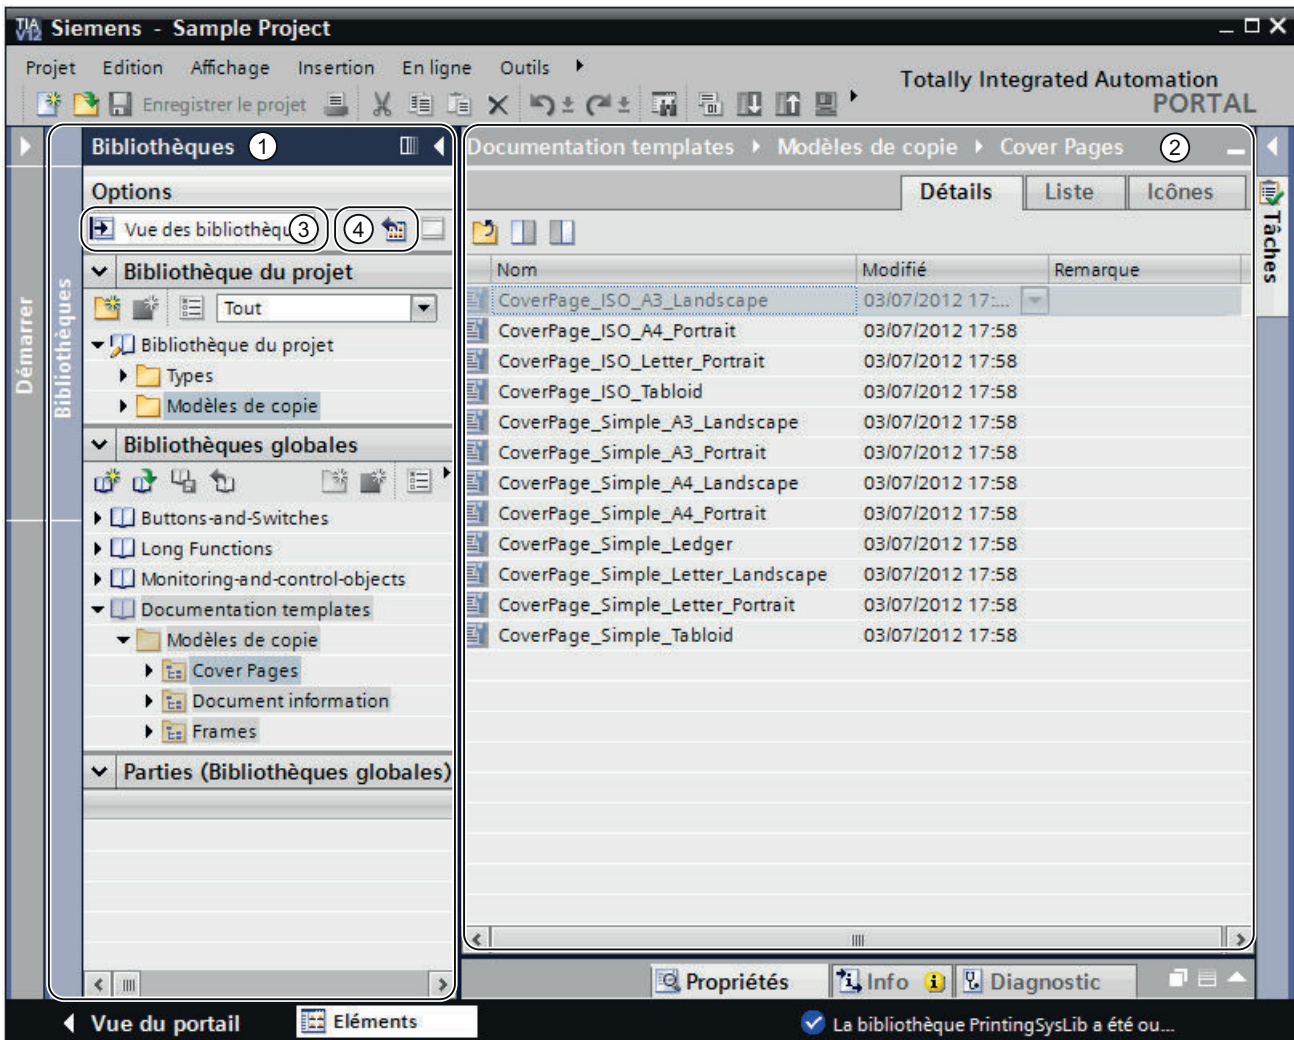 TIA V12 Siemens - Sample Project
Projet Edition Affichage Insertion En ligne Outils
Totally Integrated Automation
PORTAL
Enregistrer le projet
Bibliothèques 1
Documentation templates Modèles de copie Cover Pages 2
Options
Détails Liste Icônes
Vue des bibliothèqu 3 4
Tâches
Démarrer
Bibliothèques
Bibliothèque du projet
Tout
Bibliothèque du projet
Types
Modèles de copie
Bibliothèques globales
Buttons-and-Switches
Long Functions
Monitoring-and-control-objects
Documentation templates
Modèles de copie
Cover Pages
Document information
Frames
Parties (Bibliothèques globales)
Nom Modifié Remarque
CoverPage_ISO_A3_Landscape 03/07/2012 17:...
CoverPage_ISO_A4_Portrait 03/07/2012 17:58
CoverPage_ISO_Letter_Portrait 03/07/2012 17:58
CoverPage_ISO_Tabloid 03/07/2012 17:58
CoverPage_Simple_A3_Landscape 03/07/2012 17:58
CoverPage_Simple_A3_Portrait 03/07/2012 17:58
CoverPage_Simple_A4_Landscape 03/07/2012 17:58
CoverPage_Simple_A4_Portrait 03/07/2012 17:58
CoverPage_Simple_Ledger 03/07/2012 17:58
CoverPage_Simple_Letter_Landscape 03/07/2012 17:58
CoverPage_Simple_Letter_Portrait 03/07/2012 17:58
CoverPage_Simple_Tabloid 03/07/2012 17:58
Propriétés Info Diagnostic
Vue du portail Eléments La bibliothèque PrintingSysLib a été ou...